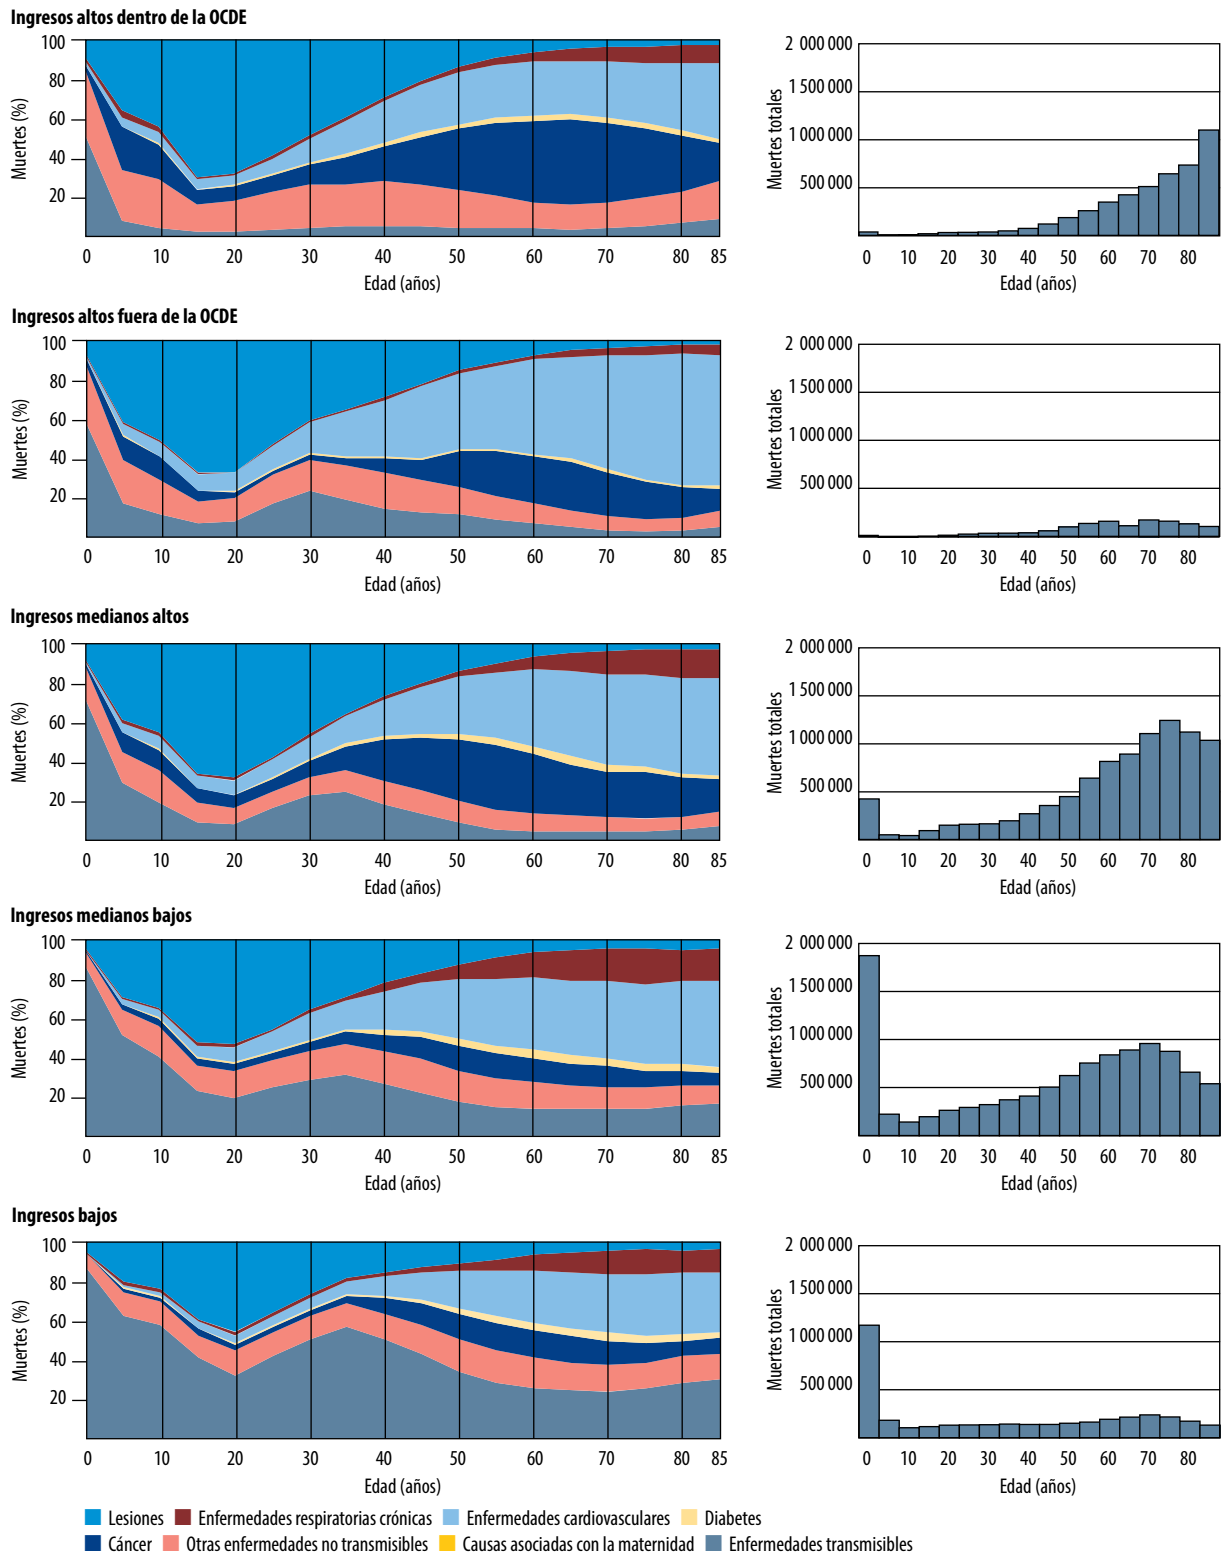 Ingresos altos dentro de la OCDE
100
80
60
40
20
Muertes (%)
0 10 20 30 40 50 60 70 80 85
Edad (años)
2 000 000
1 500 000
1 000 000
500 000
Muertes totales
0 10 20 30 40 50 60 70 80
Edad (años)
Ingresos altos fuera de la OCDE
100
80
60
40
20
Muertes (%)
0 10 20 30 40 50 60 70 80 85
Edad (años)
2 000 000
1 500 000
1 000 000
500 000
Muertes totales
0 10 20 30 40 50 60 70 80
Edad (años)
Ingresos medianos altos
100
80
60
40
20
Muertes (%)
0 10 20 30 40 50 60 70 80 85
Edad (años)
2 000 000
1 500 000
1 000 000
500 000
Muertes totales
0 10 20 30 40 50 60 70 80
Edad (años)
Ingresos medianos bajos
100
80
60
40
20
Muertes (%)
0 10 20 30 40 50 60 70 80 85
Edad (años)
2 000 000
1 500 000
1 000 000
500 000
Muertes totales
0 10 20 30 40 50 60 70 80
Edad (años)
Ingresos bajos
100
80
60
40
20
Muertes (%)
0 10 20 30 40 50 60 70 80 85
Edad (años)
2 000 000
1 500 000
1 000 000
500 000
Muertes totales
0 10 20 30 40 50 60 70 80
Edad (años)
Lesiones Enfermedades respiratorias crónicas Enfermedades cardiovasculares Diabetes
Cáncer Otras enfermedades no transmisibles Causas asociadas con la maternidad Enfermedades transmisibles